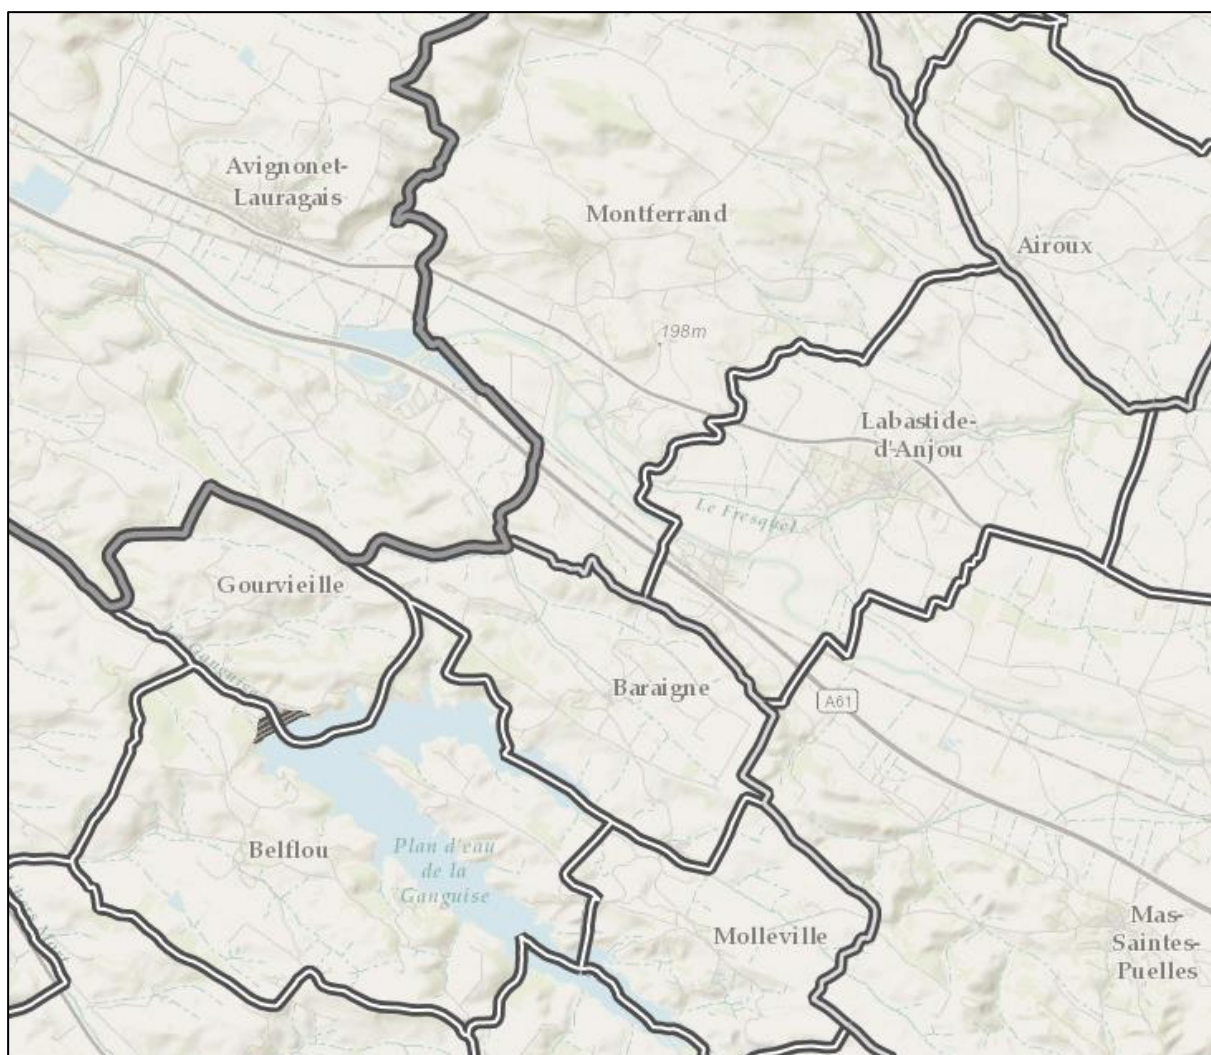 Avignonet-
Lauragais
Montferrand
Airoux
198m
Labastide-
d'Anjou
Le Fresquel
Gourvieille
Ganguise
Baraigne
A61
Belflou
Plan d'eau
de la
Ganguise
Molleville
Mas-
Saintes-
Puelles